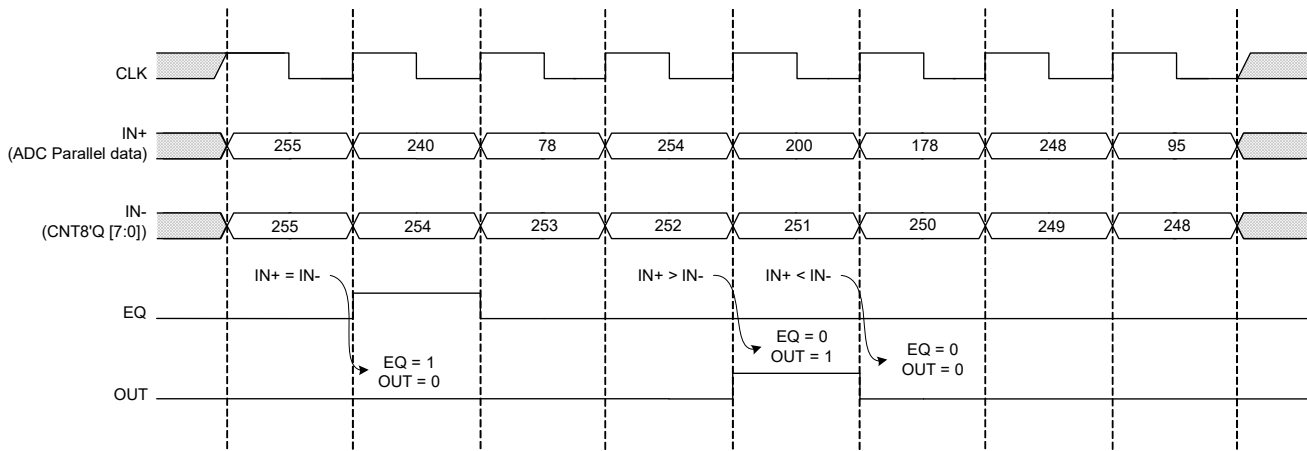 CLK
IN+
(ADC Parallel data)
255 240 78 254 200 178 248 95
IN-
(CNT8'Q [7:0])
255 254 253 252 251 250 249 248
IN+ = IN- IN+ > IN- IN+ < IN-
EQ
EQ = 1
OUT = 0
EQ = 0
OUT = 1
EQ = 0
OUT = 0
OUT